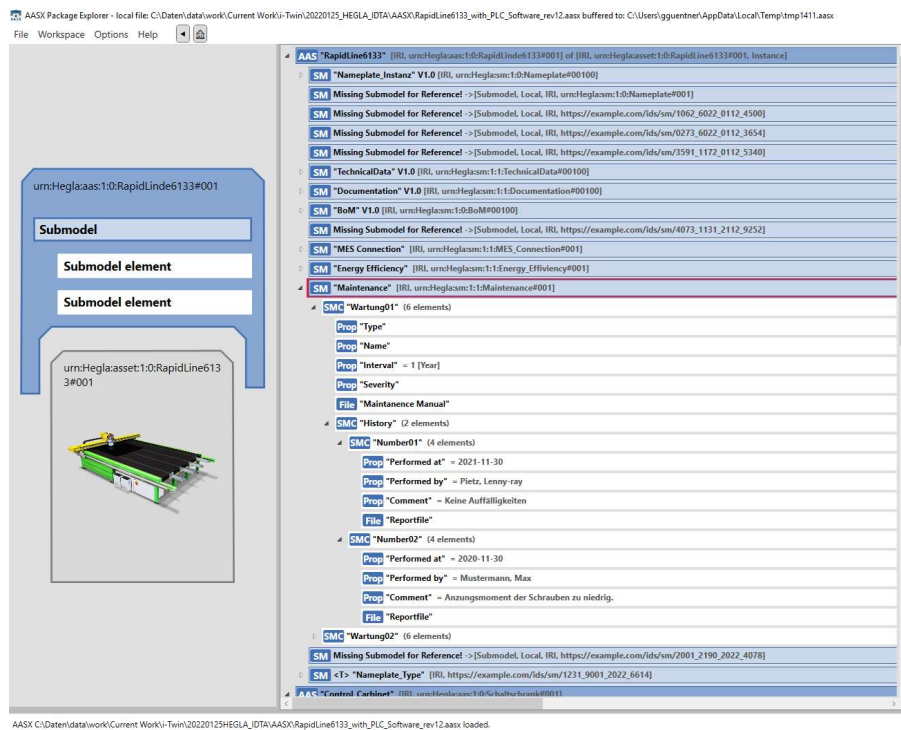 AASX Package Explorer - local file: C:\Daten\data\work\Current Work\i-Twin\20220125_HEGLA_IDTA\AASX\RapidLine6133_with_PLC_Software_rev12.aasx buffered to: C:\Users\gguentner\AppData\Local\Temp\tmp1411.aasx
File Workspace Options Help
urn:Hegla:aas:1:0:RapidLinde6133#001
Submodel
Submodel element
Submodel element
urn:Hegla:asset:1:0:RapidLine613
3#001
AAS "RapidLine6133" [IRI, urn:Hegla:aas:1:0:RapidLinde6133#001] of [IRI, urn:Hegla:asset:1:0:RapidLine6133#001, Instance]
SM "Nameplate_Instanz" V1.0 [IRI, urn:Hegla:sm:1:0:Nameplate#00100]
SM Missing Submodel for Reference! ->[Submodel, Local, IRI, urn:Hegla:sm:1:0:Nameplate#001]
SM Missing Submodel for Reference! ->[Submodel, Local, IRI, https://example.com/ids/sm/1062_6022_0112_4500]
SM Missing Submodel for Reference! ->[Submodel, Local, IRI, https://example.com/ids/sm/0273_6022_0112_3654]
SM Missing Submodel for Reference! ->[Submodel, Local, IRI, https://example.com/ids/sm/3591_1172_0112_5340]
SM "TechnicalData" V1.0 [IRI, urn:Hegla:sm:1:1:TechnicalData#00100]
SM "Documentation" V1.0 [IRI, urn:Hegla:sm:1:1:Documentation#00100]
SM "BoM" V1.0 [IRI, urn:Hegla:sm:1:0:BoM#00100]
SM Missing Submodel for Reference! ->[Submodel, Local, IRI, https://example.com/ids/sm/4073_1131_2112_9252]
SM "MES Connection" [IRI, urn:Hegla:sm:1:1:MES_Connection#001]
SM "Energy Efficiency" [IRI, urn:Hegla:sm:1:1:Energy_Effiviency#001]
SM "Maintenance" [IRI, urn:Hegla:sm:1:1:Maintenance#001]
SMC "Wartung01" (6 elements)
Prop "Type"
Prop "Name"
Prop "Interval" = 1 [Year]
Prop "Severity"
File "Maintanence Manual"
SMC "History" (2 elements)
SMC "Number01" (4 elements)
Prop "Performed at" = 2021-11-30
Prop "Performed by" = Pietz, Lenny-ray
Prop "Comment" = Keine Auffälligkeiten
File "Reportfile"
SMC "Number02" (4 elements)
Prop "Performed at" = 2020-11-30
Prop "Performed by" = Mustermann, Max
Prop "Comment" = Anzungsmoment der Schrauben zu niedrig.
File "Reportfile"
SMC "Wartung02" (6 elements)
SM Missing Submodel for Reference! ->[Submodel, Local, IRI, https://example.com/ids/sm/2001_2190_2022_4078]
SM <T> "Nameplate_Type" [IRI, https://example.com/ids/sm/1231_9001_2022_6614]
AAS "Control_Carbinet" [IRI, urn:Hegla:aas:1:0:Schaltschrank#001]
AASX C:\Daten\data\work\Current Work\i-Twin\20220125HEGLA_IDTA\AASX\RapidLine6133_with_PLC_Software_rev12.aasx loaded.